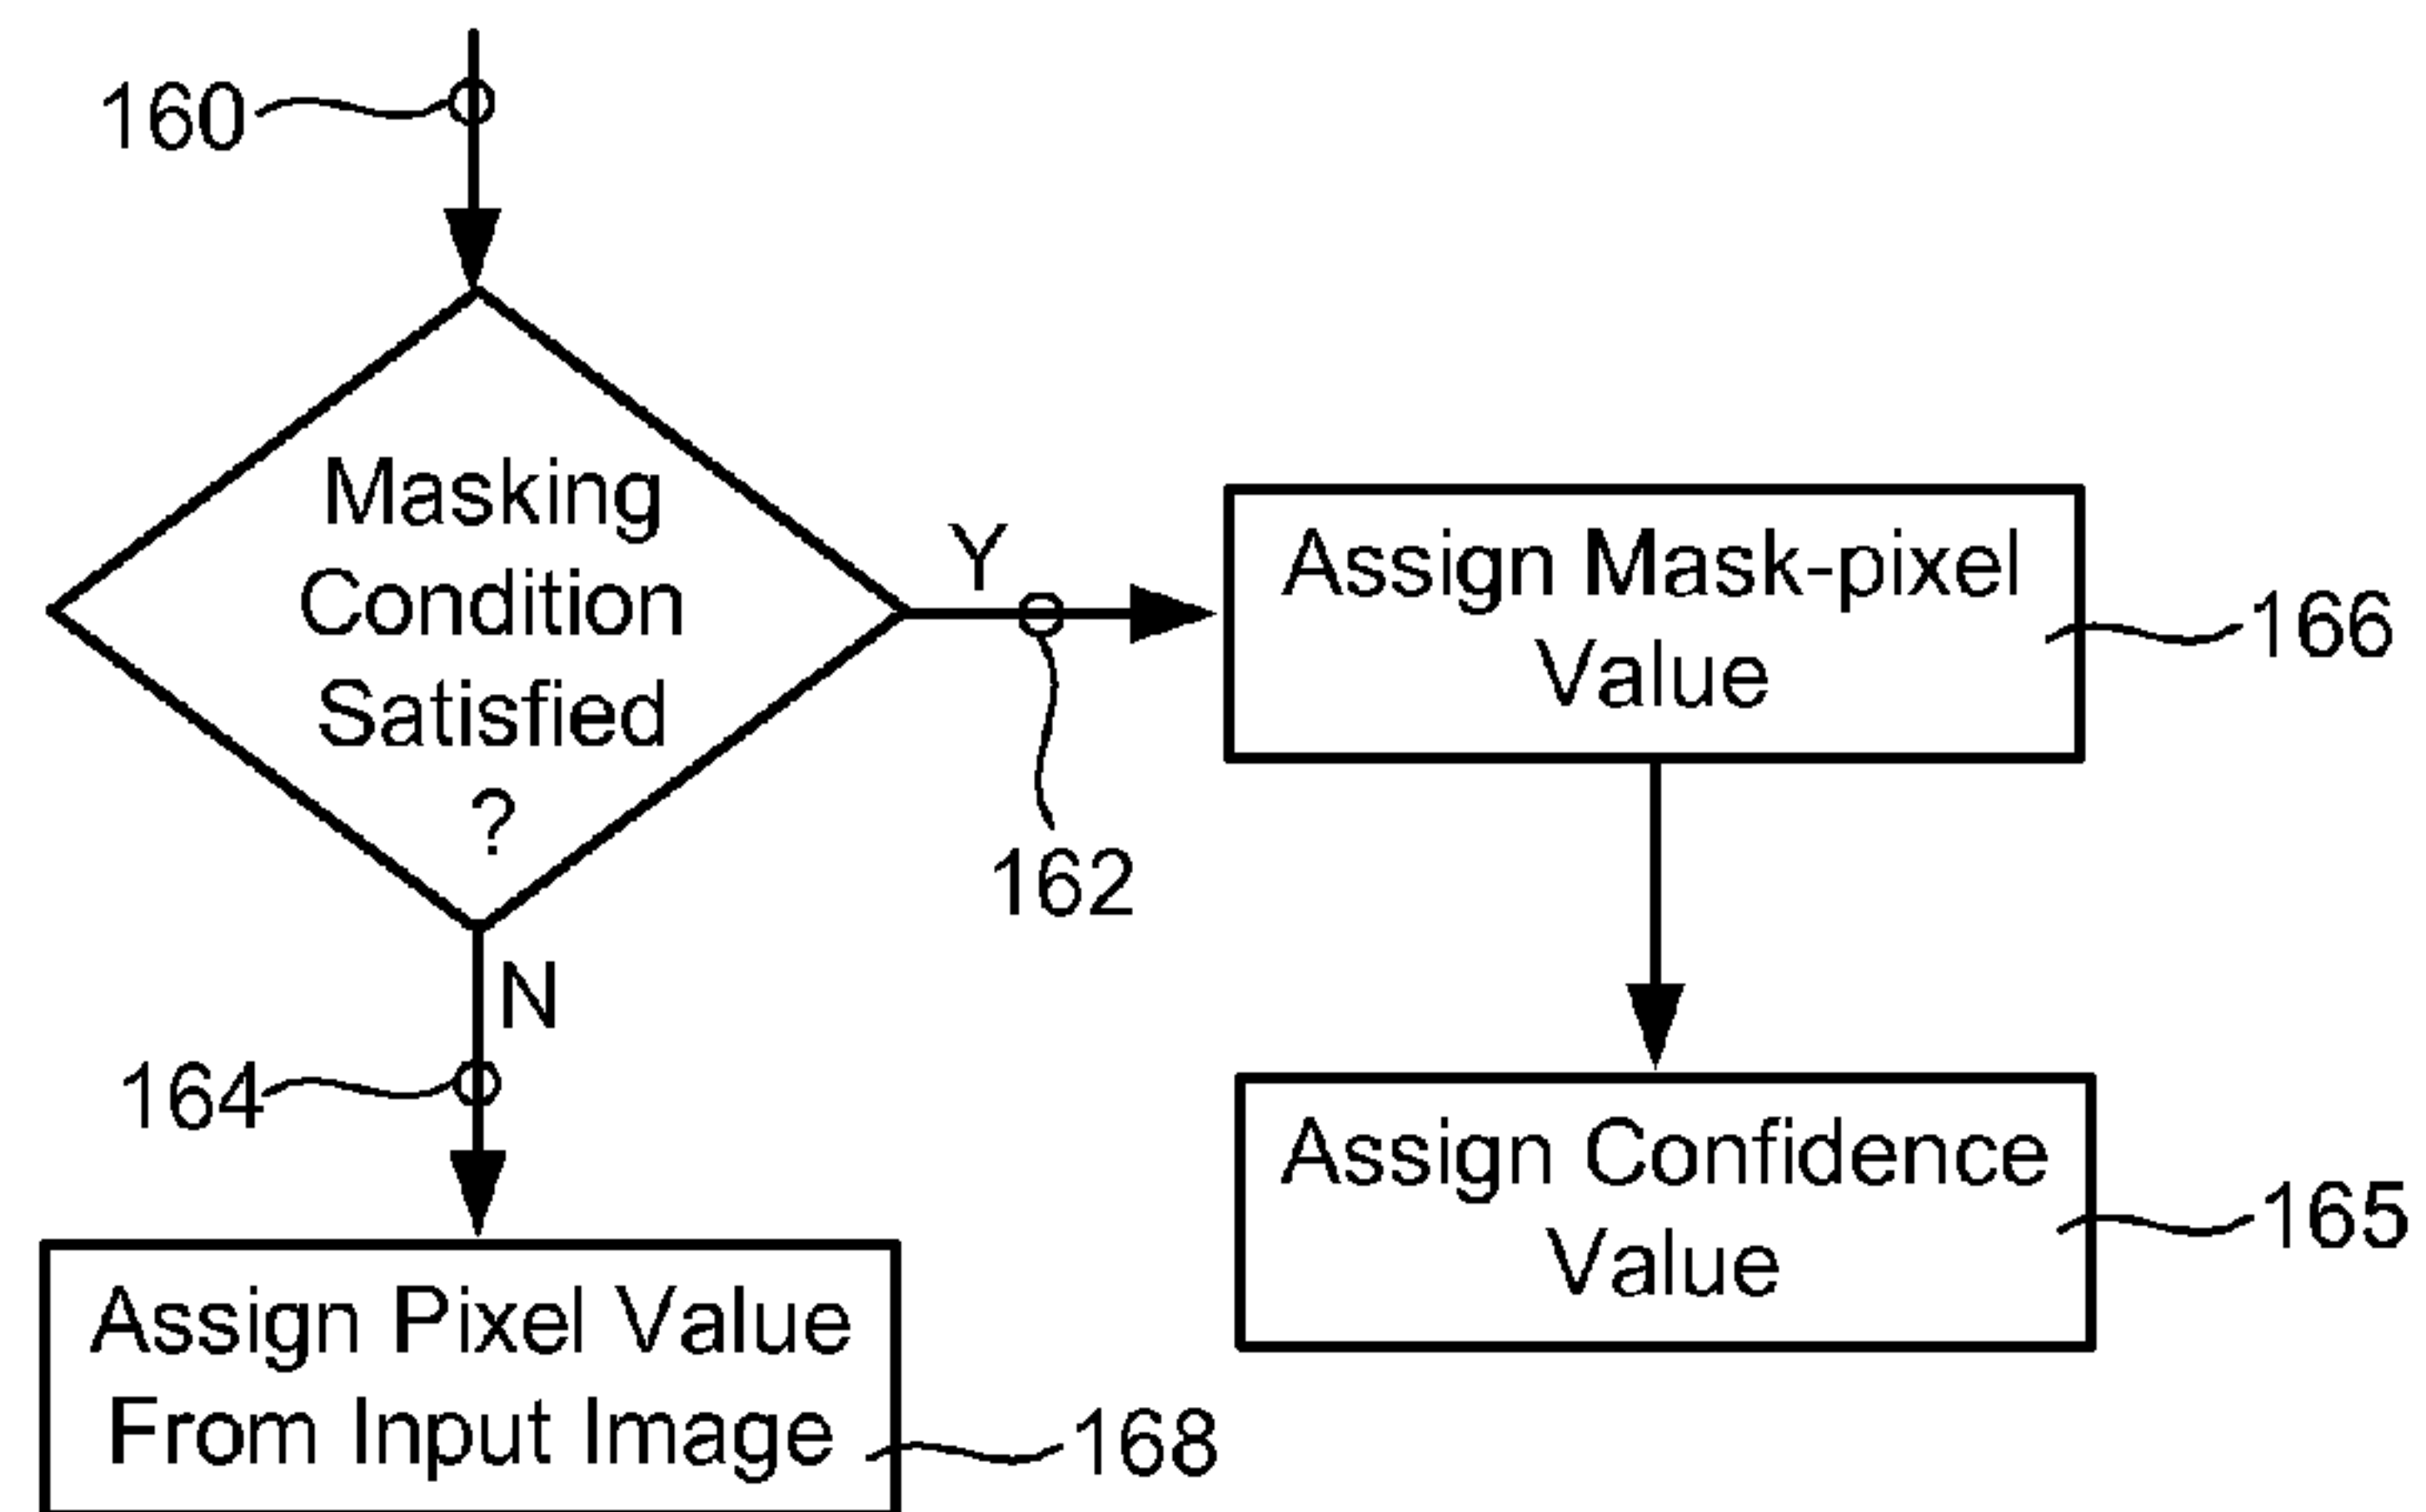 160
Masking
Condition
Satisfied
?
Y
162
Assign Mask-pixel
Value
166
N
164
Assign Confidence
Value
165
Assign Pixel Value
From Input Image
168